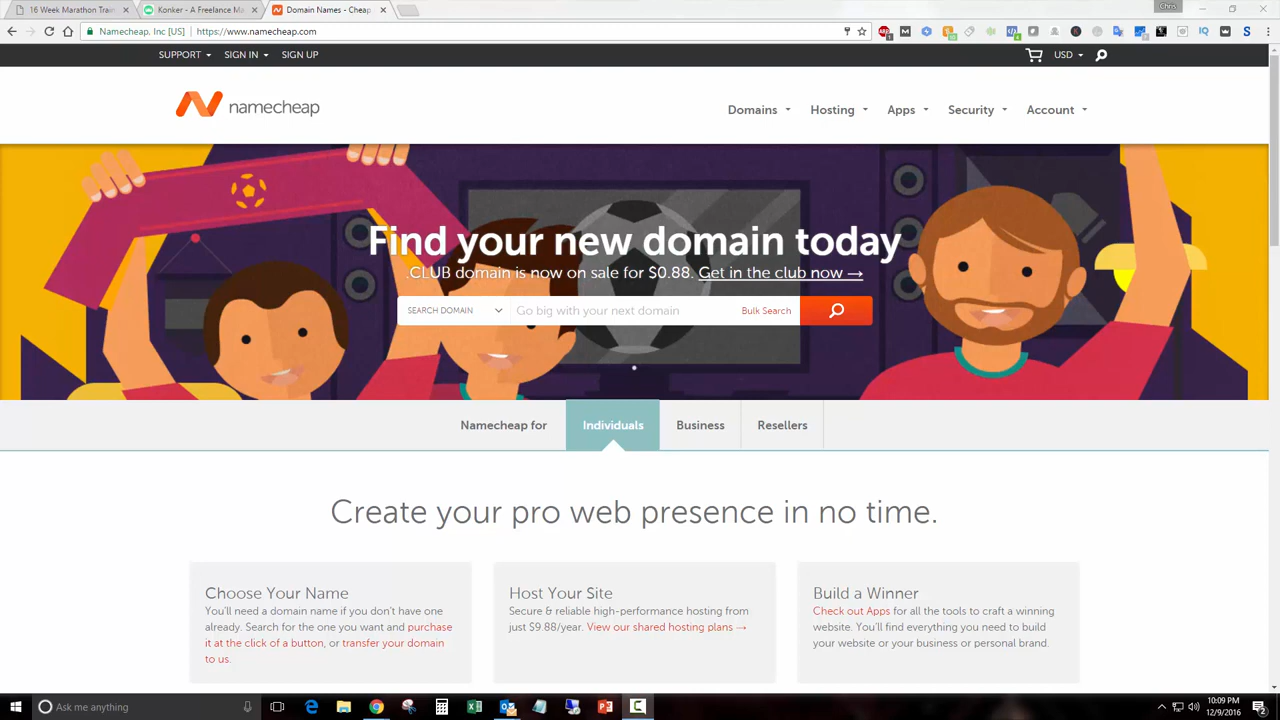 16 Week Marathon Train
Konker - A Freelance Ma
Domain Names - Cheap
Chris
Namecheap, Inc [US]
https://www.namecheap.com
SUPPORT
SIGN IN
SIGN UP
USD
namecheap
Domains
Hosting
Apps
Security
Account
Find your new domain today
.CLUB domain is now on sale for $0.88. Get in the club now →
SEARCH DOMAIN
Go big with your next domain
Bulk Search
Namecheap for
Individuals
Business
Resellers
Create your pro web presence in no time.
Choose Your Name
You'll need a domain name if you don't have one
already. Search for the one you want and purchase
it at the click of a button, or transfer your domain
to us.
Host Your Site
Secure & reliable high-performance hosting from
just $9.88/year. View our shared hosting plans →
Build a Winner
Check out Apps for all the tools to craft a winning
website. You'll find everything you need to build
your website or your business or personal brand.
Ask me anything
10:09 PM
12/9/2016